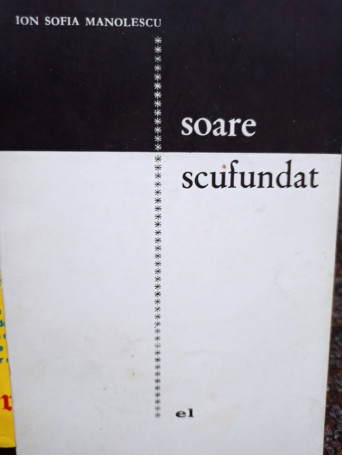 ION SOFIA MANOLESCU
soare
scufundat
el